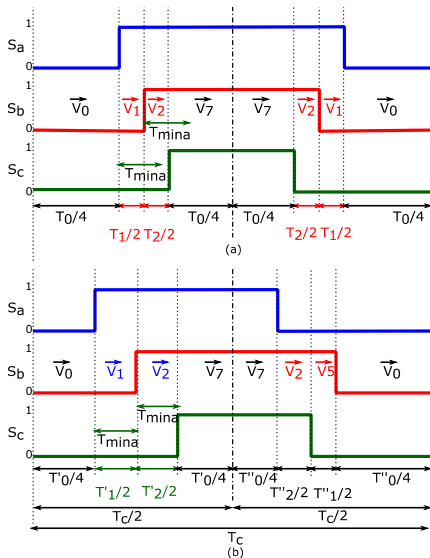 1
Sa
0
1
V0 V1 V2 V7 V7 V2 V1 V0
Sb
Tmina
0
1
Sc
Tmina
0
T0/4 T0/4 T0/4 T0/4
T1/2 T2/2 T2/2 T1/2
(a)
1
Sa
0
1
V0 V1 V2 V7 V7 V2 V5 V0
Sb
0
1
Tmina
Sc
Tmina
0
T'0/4 T'0/4 T"0/4 T"0/4
T'1/2 T'2/2 T"2/2 T"1/2
Tc/2 Tc/2
Tc
(b)